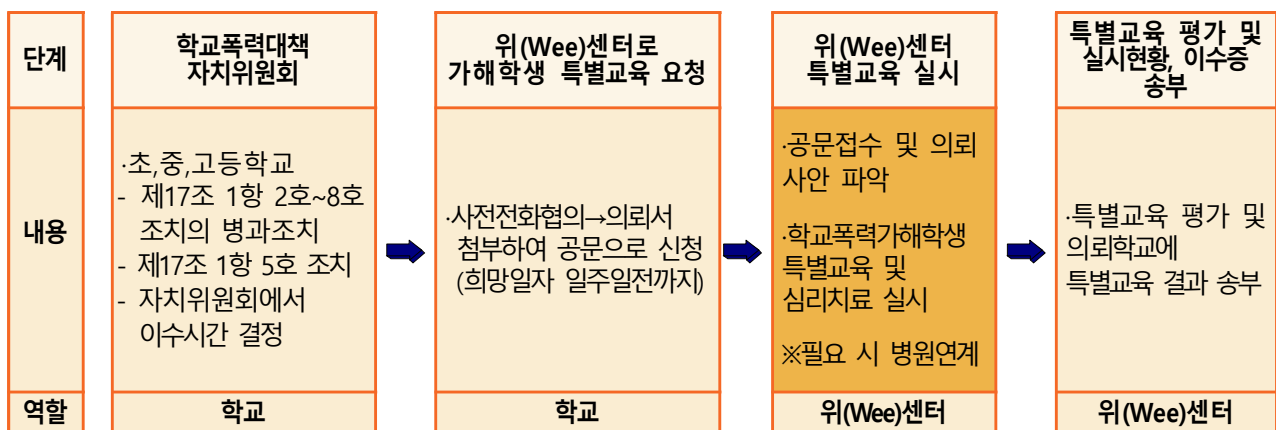 단계
학교폭력대책
자치위원회
위(Wee)센터로
가해학생 특별교육 요청
위(Wee)센터
특별교육 실시
특별교육 평가 및
실시현황, 이수증
송부
내용
·초,중,고등학교
- 제17조 1항 2호~8호
조치의 병과조치
- 제17조 1항 5호 조치
- 자치위원회에서
이수시간 결정
·사전전화협의→의뢰서
첨부하여 공문으로 신청
(희망일자 일주일전까지)
·공문접수 및 의뢰
사안 파악
·학교폭력가해학생
특별교육 및
심리치료 실시
※필요 시 병원연계
·특별교육 평가 및
의뢰학교에
특별교육 결과 송부
역할
학교
학교
위(Wee)센터
위(Wee)센터